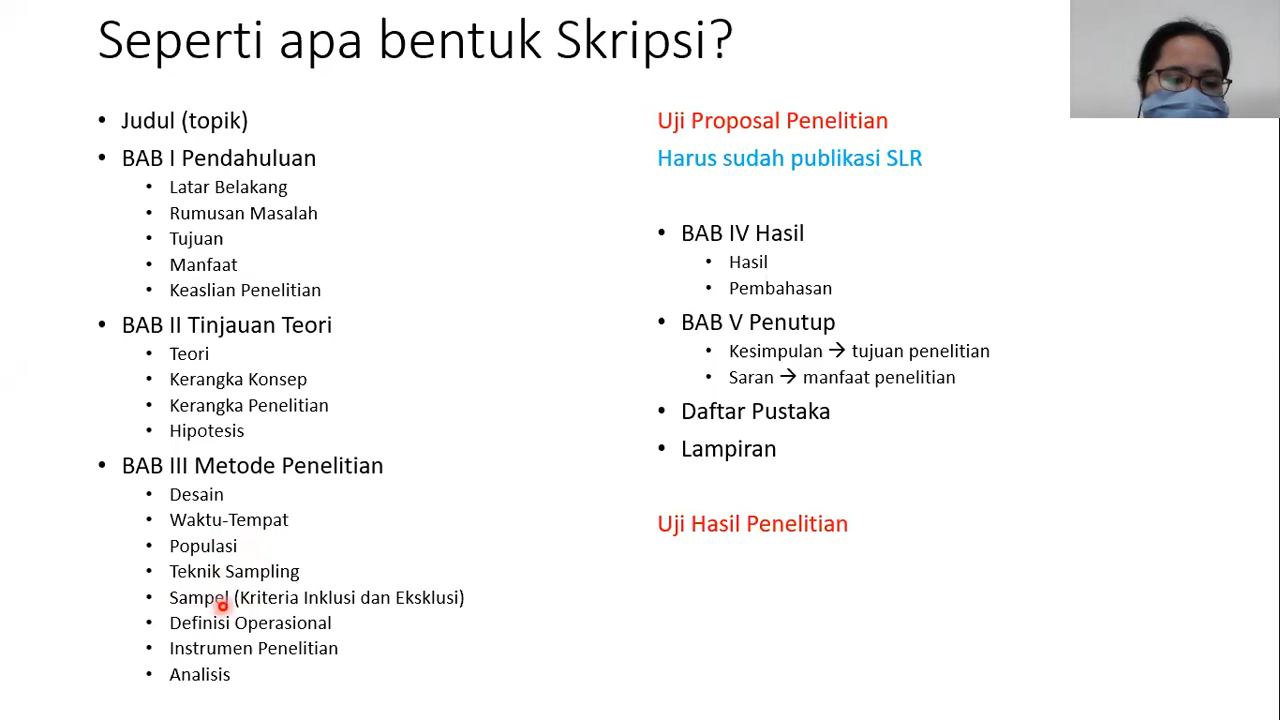 Seperti apa bentuk Skripsi?
• Judul (topik)
• BAB I Pendahuluan
• Latar Belakang
• Rumusan Masalah
• Tujuan
• Manfaat
• Keaslian Penelitian
• BAB II Tinjauan Teori
• Teori
• Kerangka Konsep
• Kerangka Penelitian
• Hipotesis
• BAB III Metode Penelitian
• Desain
• Waktu-Tempat
• Populasi
• Teknik Sampling
• Sampel (Kriteria Inklusi dan Eksklusi)
• Definisi Operasional
• Instrumen Penelitian
• Analisis
Uji Proposal Penelitian
Harus sudah publikasi SLR
• BAB IV Hasil
• Hasil
• Pembahasan
• BAB V Penutup
• Kesimpulan → tujuan penelitian
• Saran → manfaat penelitian
• Daftar Pustaka
• Lampiran
Uji Hasil Penelitian